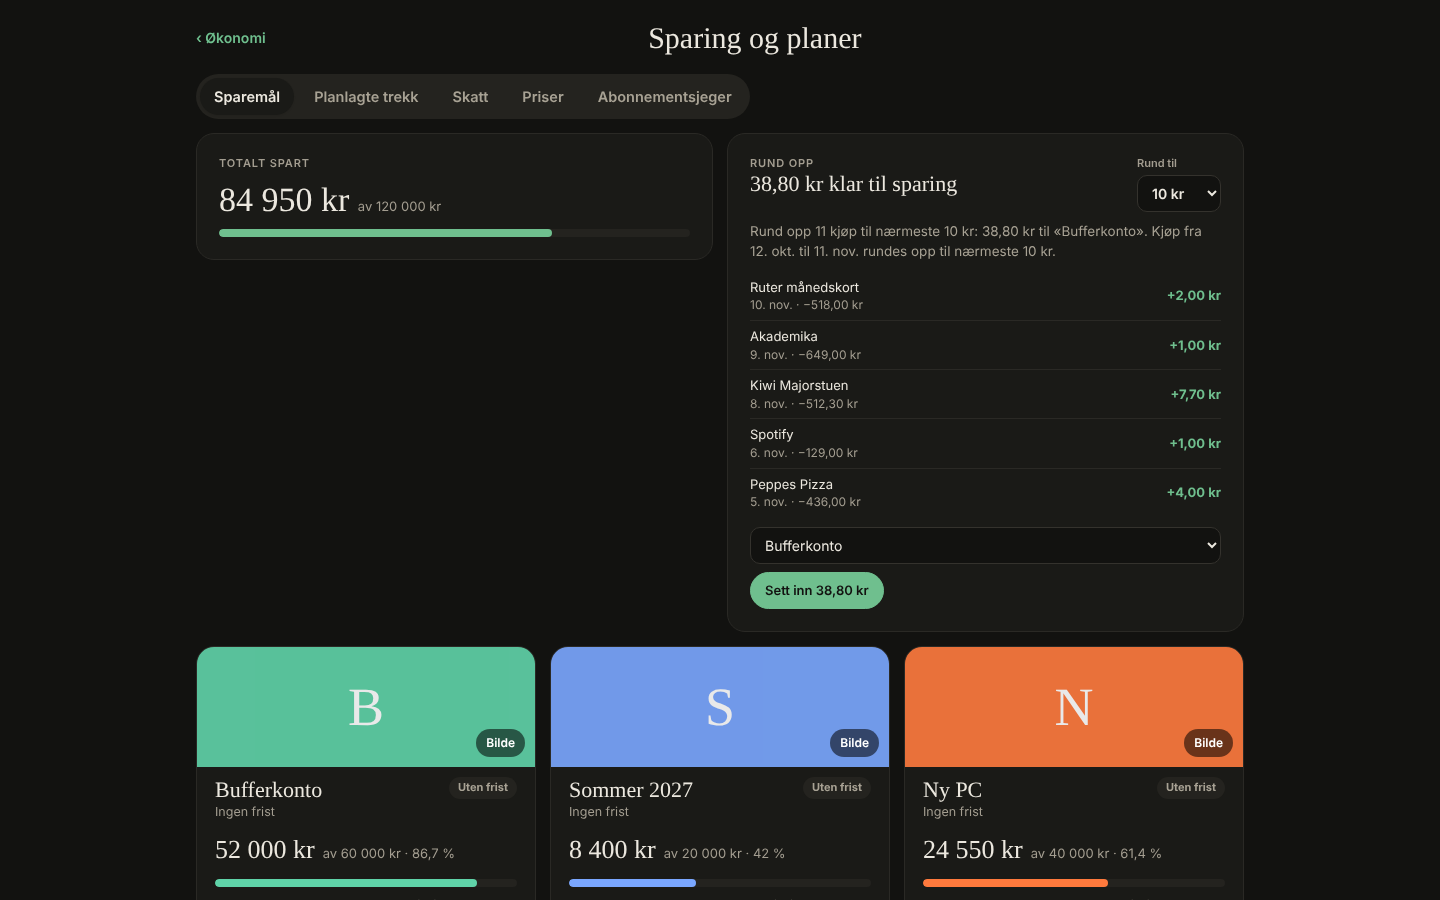 ‹ Økonomi
Sparing og planer
Sparemål
Planlagte trekk
Skatt
Priser
Abonnementsjeger
TOTALT SPART
84 950 kr av 120 000 kr
RUND OPP
38,80 kr klar til sparing
Rund til
10 kr
Rund opp 11 kjøp til nærmeste 10 kr: 38,80 kr til «Bufferkonto». Kjøp fra
12. okt. til 11. nov. rundes opp til nærmeste 10 kr.
Ruter månedskort
10. nov. · −518,00 kr
+2,00 kr
Akademika
9. nov. · −649,00 kr
+1,00 kr
Kiwi Majorstuen
8. nov. · −512,30 kr
+7,70 kr
Spotify
6. nov. · −129,00 kr
+1,00 kr
Peppes Pizza
5. nov. · −436,00 kr
+4,00 kr
Bufferkonto
Sett inn 38,80 kr
B
Bilde
Bufferkonto
Uten frist
Ingen frist
52 000 kr av 60 000 kr · 86,7 %
S
Bilde
Sommer 2027
Uten frist
Ingen frist
8 400 kr av 20 000 kr · 42 %
N
Bilde
Ny PC
Uten frist
Ingen frist
24 550 kr av 40 000 kr · 61,4 %